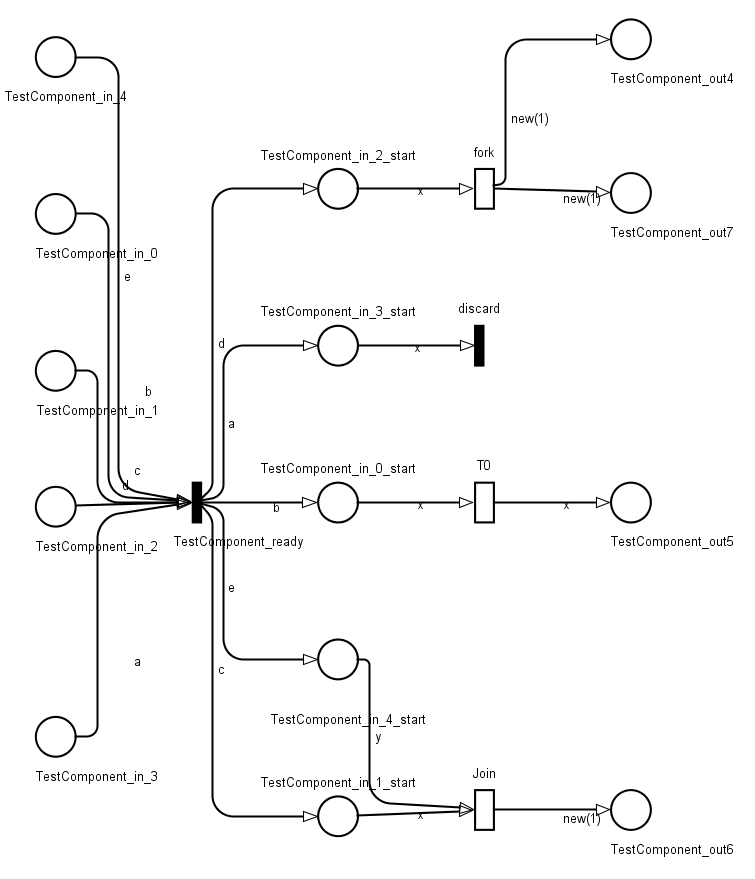 TestComponent_out4
TestComponent_in_4
new(1)
fork
TestComponent_in_2_start
x
new(1)
TestComponent_out7
TestComponent_in_0
e
TestComponent_in_3_start
discard
d
x
b
TestComponent_in_1
a
TestComponent_in_0_start
T0
c
d
b
x
x
TestComponent_in_2
TestComponent_ready
TestComponent_out5
e
a
c
TestComponent_in_4_start
y
TestComponent_in_3
TestComponent_in_1_start
Join
x
new(1)
TestComponent_out6